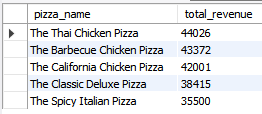 pizza_name total_revenue
The Thai Chicken Pizza 44026
The Barbecue Chicken Pizza 43372
The California Chicken Pizza 42001
The Classic Deluxe Pizza 38415
The Spicy Italian Pizza 35500